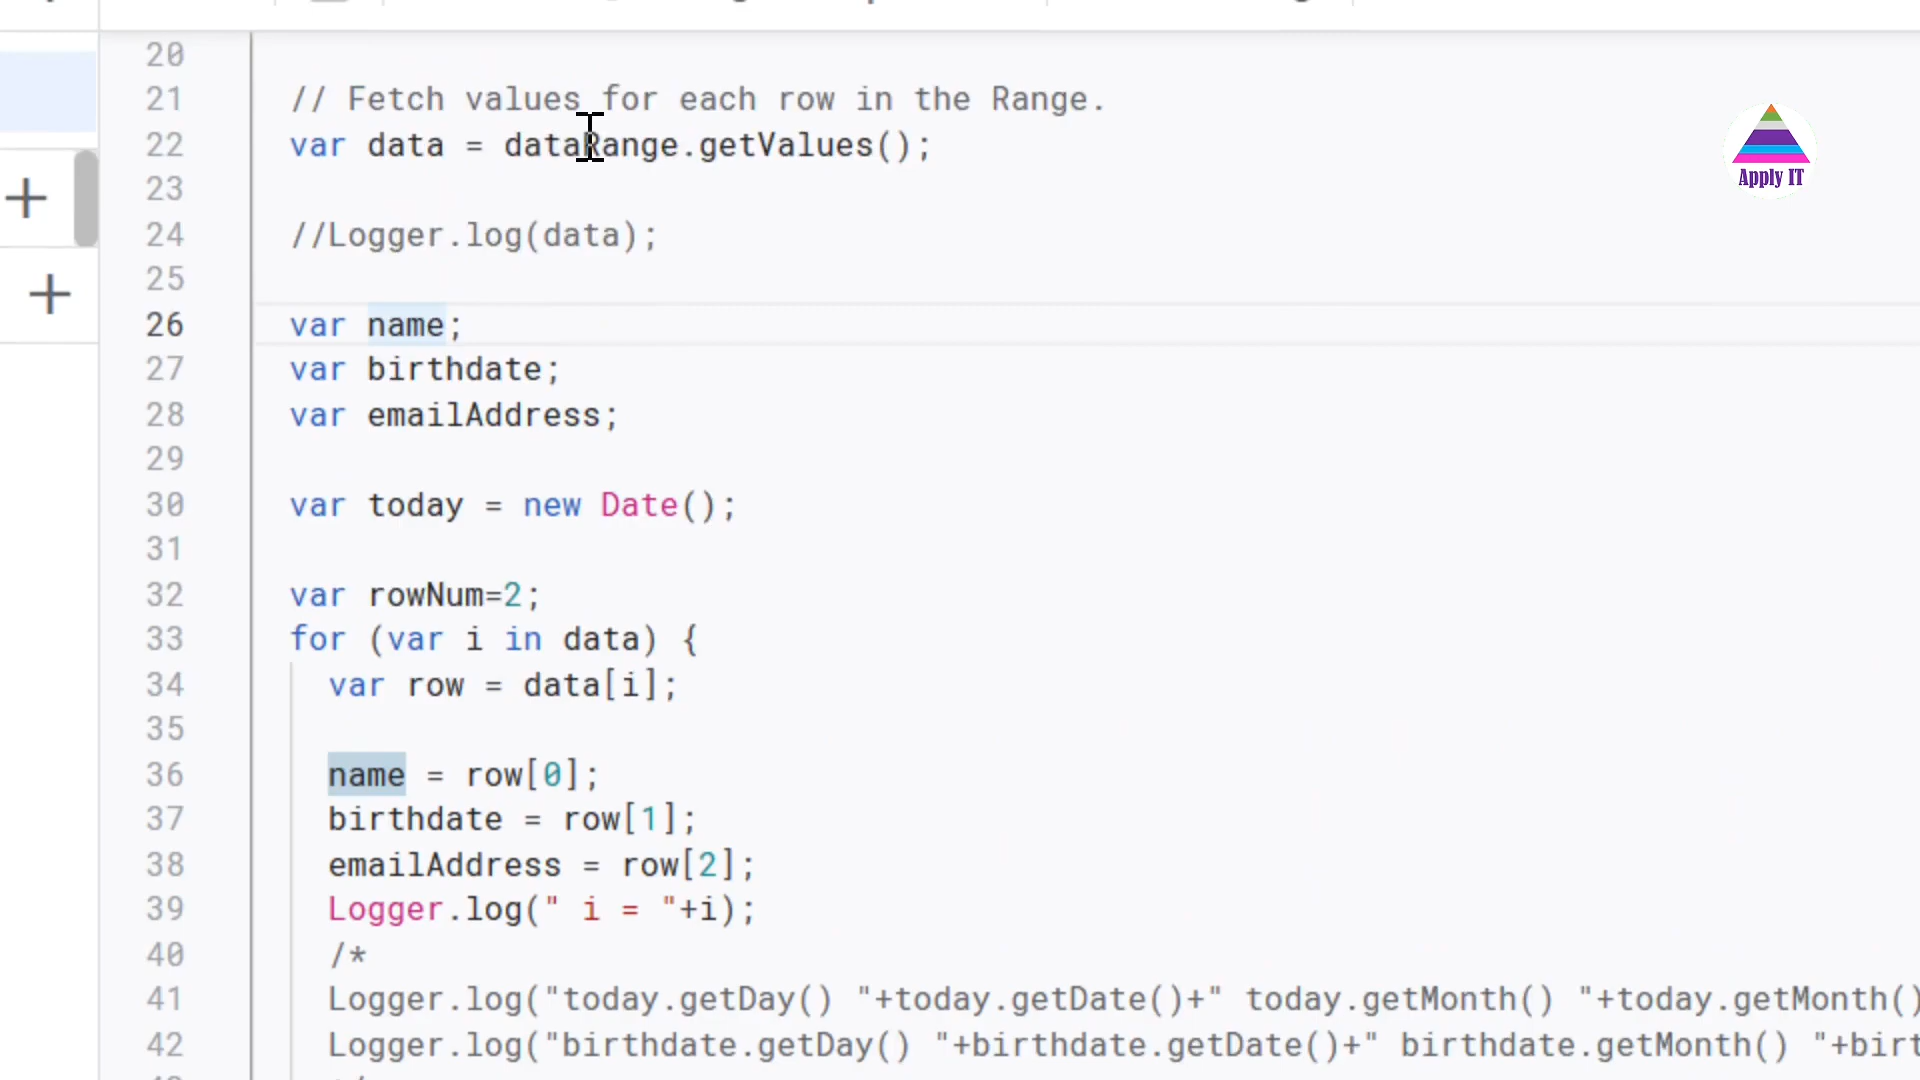 20
21 // Fetch values for each row in the Range.
22 var data = dataRange.getValues();
23
24 //Logger.log(data);
25
26 var name;
27 var birthdate;
28 var emailAddress;
29
30 var today = new Date();
31
32 var rowNum=2;
33 for (var i in data) {
34 var row = data[i];
35
36 name = row[0];
37 birthdate = row[1];
38 emailAddress = row[2];
39 Logger.log(" i = "+i);
40 /*
41 Logger.log("today.getDay() "+today.getDate()+" today.getMonth() "+today.getMonth()
42 Logger.log("birthdate.getDay() "+birthdate.getDate()+" birthdate.getMonth() "+birt
Apply IT